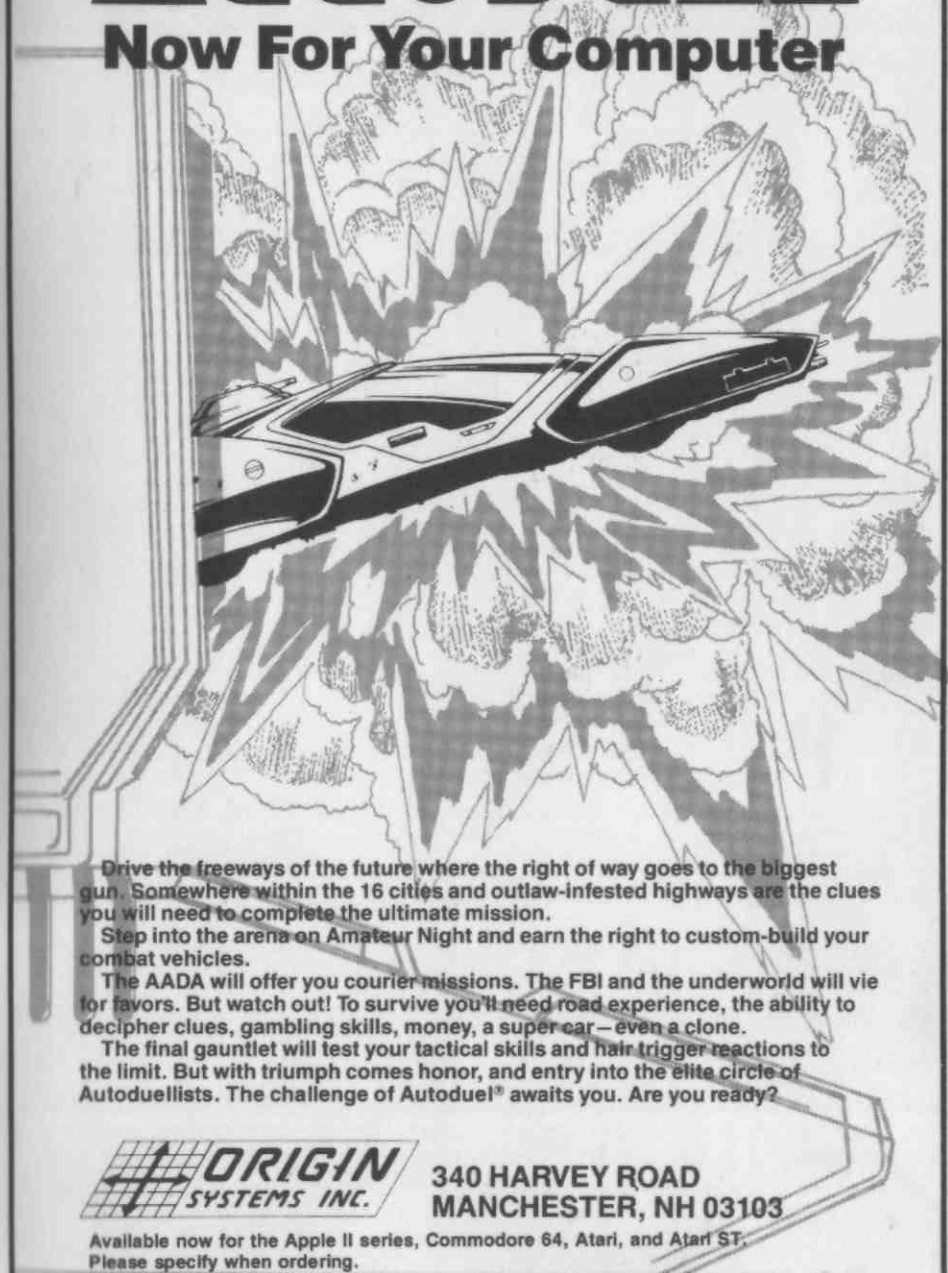 Now For Your Computer
Drive the freeways of the future where the right of way goes to the biggest
gun. Somewhere within the 16 cities and outlaw-infested highways are the clues
you will need to complete the ultimate mission.
Step into the arena on Amateur Night and earn the right to custom-build your
combat vehicles.
The AADA will offer you courier missions. The FBI and the underworld will vie
for favors. But watch out! To survive you'll need road experience, the ability to
decipher clues, gambling skills, money, a super car—even a clone.
The final gauntlet will test your tactical skills and hair trigger reactions to
the limit. But with triumph comes honor, and entry into the elite circle of
Autoduellists. The challenge of Autoduel® awaits you. Are you ready?
ORIGIN
SYSTEMS INC.
340 HARVEY ROAD
MANCHESTER, NH 03103
Available now for the Apple II series, Commodore 64, Atari, and Atari ST.
Please specify when ordering.